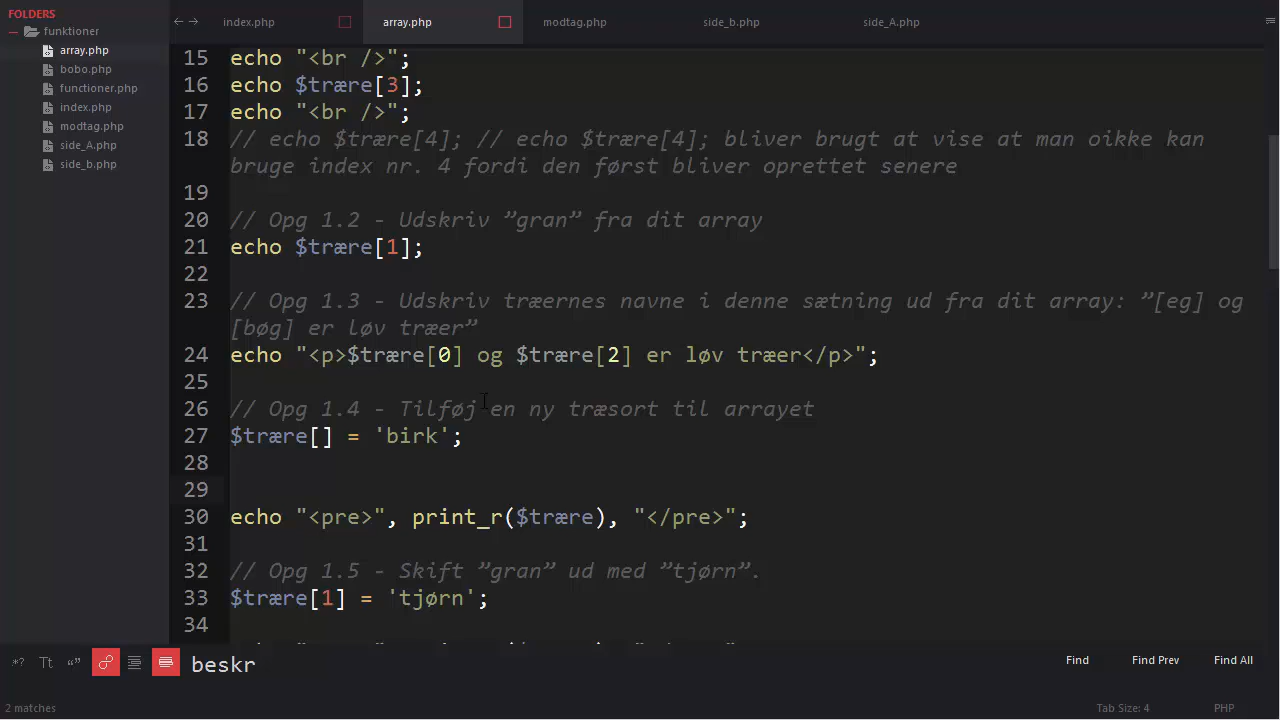 FOLDERS
funktioner
array.php
bobo.php
functioner.php
index.php
modtag.php
side_A.php
side_b.php
index.php array.php modtag.php side_b.php side_A.php
15 echo "<br />";
16 echo $trære[3];
17 echo "<br />";
18 // echo $trære[4]; // echo $trære[4]; bliver brugt at vise at man oikke kan
bruge index nr. 4 fordi den først bliver oprettet senere
19
20 // Opg 1.2 - Udskriv ”gran” fra dit array
21 echo $trære[1];
22
23 // Opg 1.3 - Udskriv træernes navne i denne sætning ud fra dit array: ”[eg] og
[bøg] er løv træer”
24 echo "<p>$trære[0] og $trære[2] er løv træer</p>";
25
26 // Opg 1.4 - Tilføj en ny træsort til arrayet
27 $trære[] = 'birk';
28
29
30 echo "<pre>", print_r($trære), "</pre>";
31
32 // Opg 1.5 - Skift ”gran” ud med ”tjørn”.
33 $trære[1] = 'tjørn';
34
*? Tt “” beskr Find Find Prev Find All
2 matches Tab Size: 4 PHP